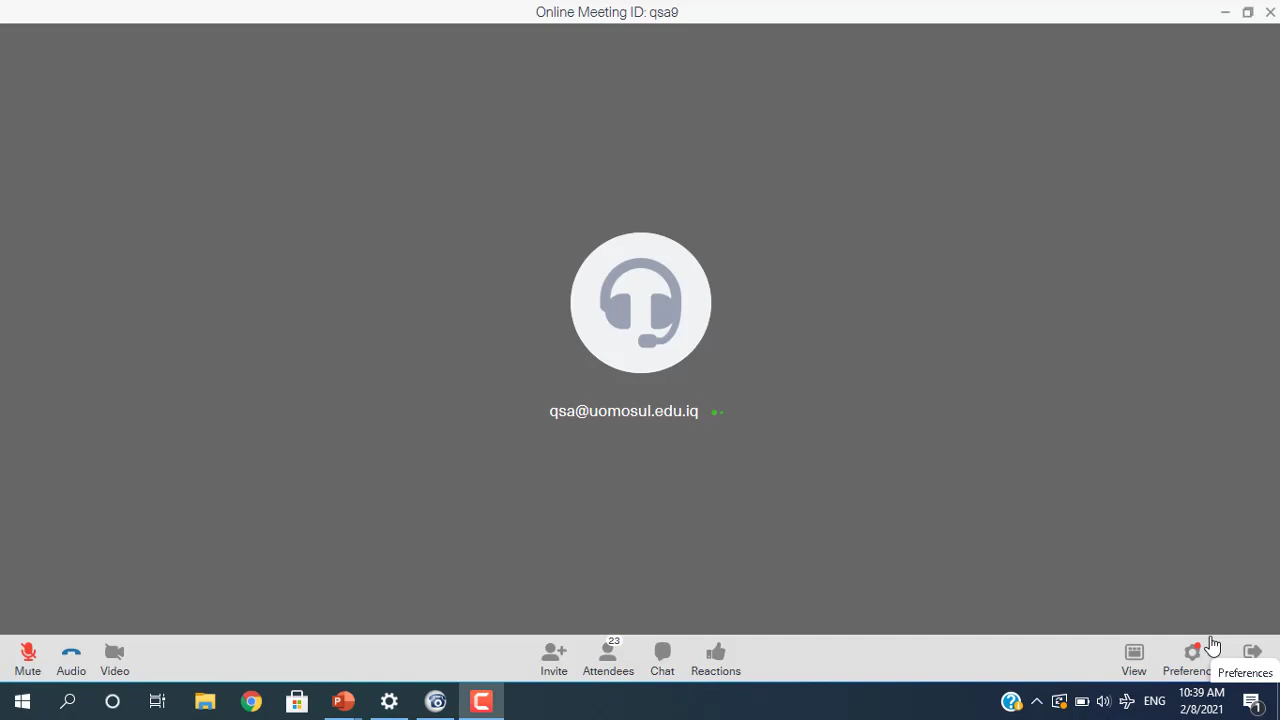 Online Meeting ID: qsa9
qsa@uomosul.edu.iq
23
Mute
Audio
Video
Invite
Attendees
Chat
Reactions
View
Preferenc
Preferences
ENG
10:39 AM
2/8/2021
1